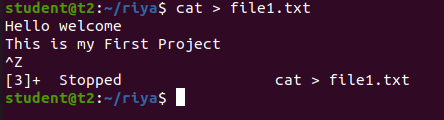 student@t2:~/riya$ cat > file1.txt
Hello welcome
This is my First Project
^Z
[3]+  Stopped                 cat > file1.txt
student@t2:~/riya$